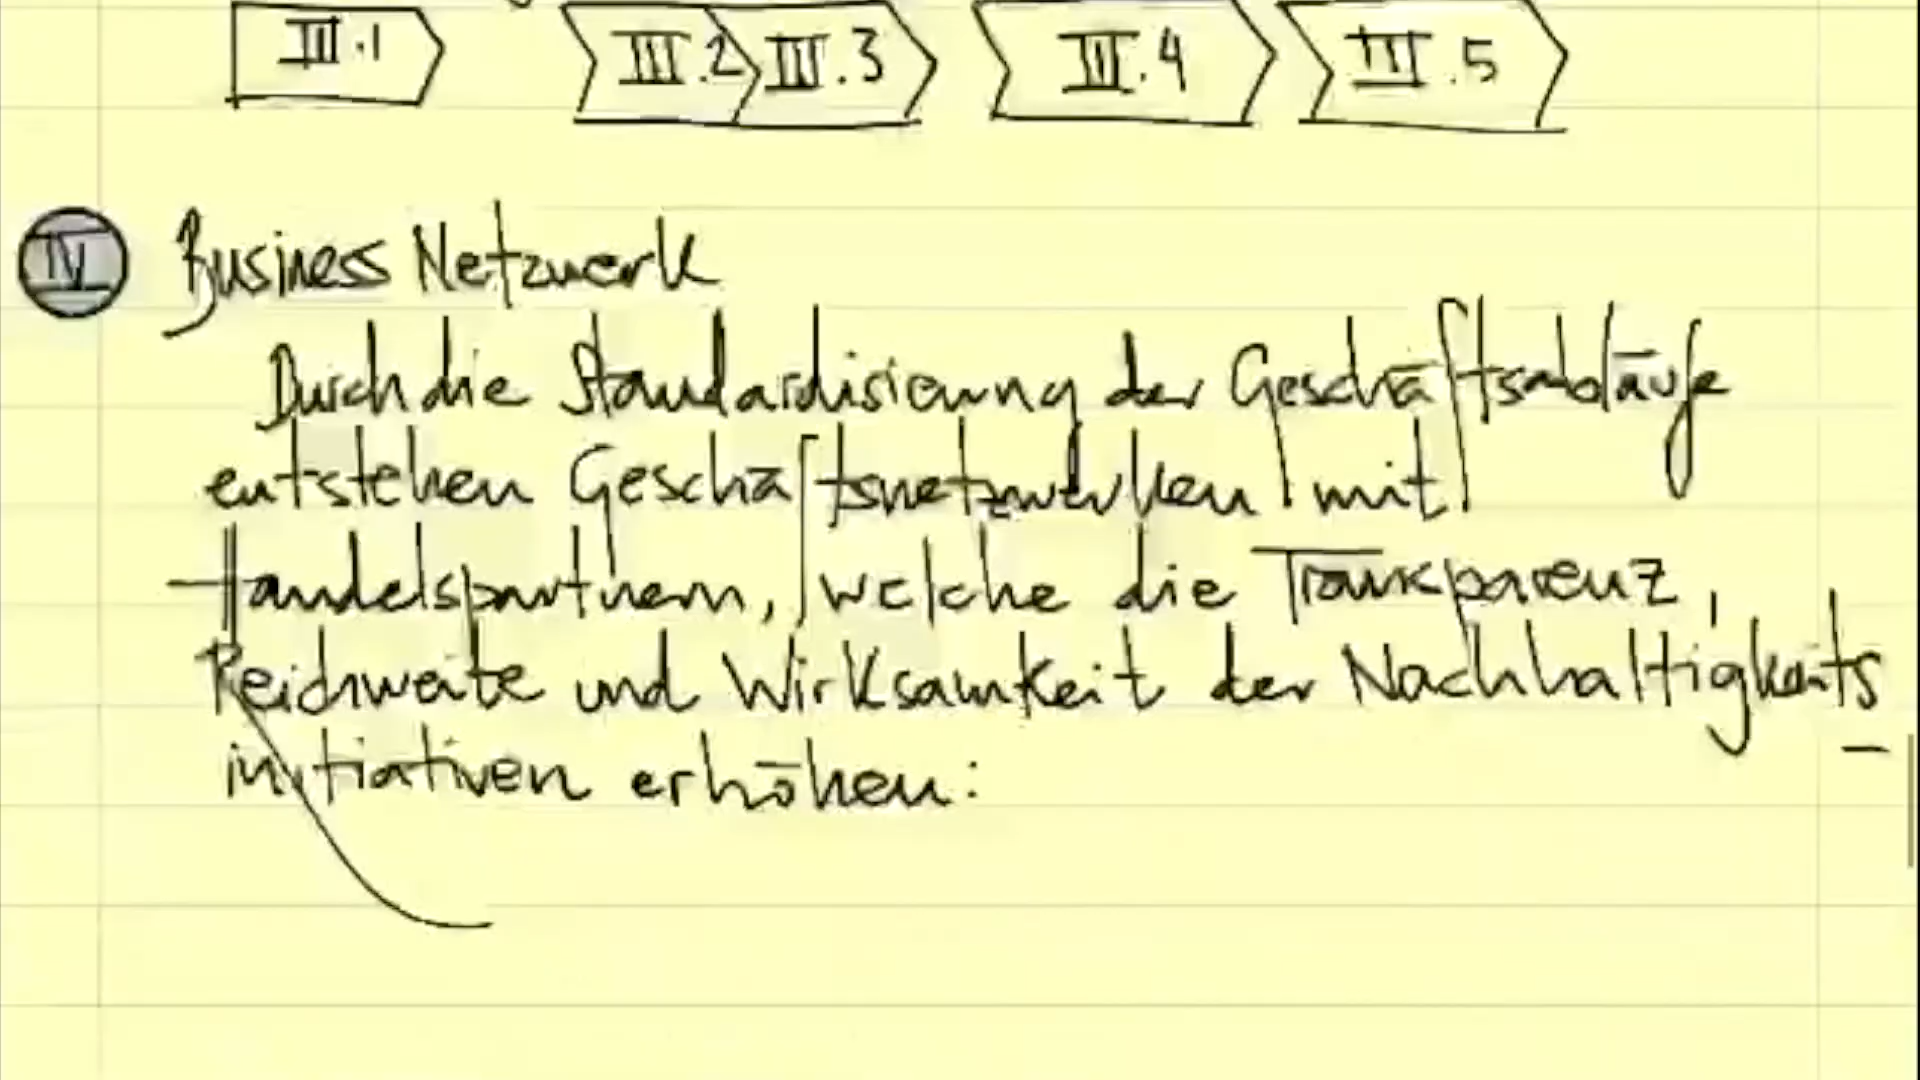 III.1 III.2 III.3 III.4 III.5
IV Business Netzwerk
Durch die Standardisierung der Geschäftsabläufe
entstehen Geschäftsnetzwerken mit
Handelspartnern, welche die Transparenz,
Reichweite und Wirksamkeit der Nachhaltigkeits
initiativen erhöhen: